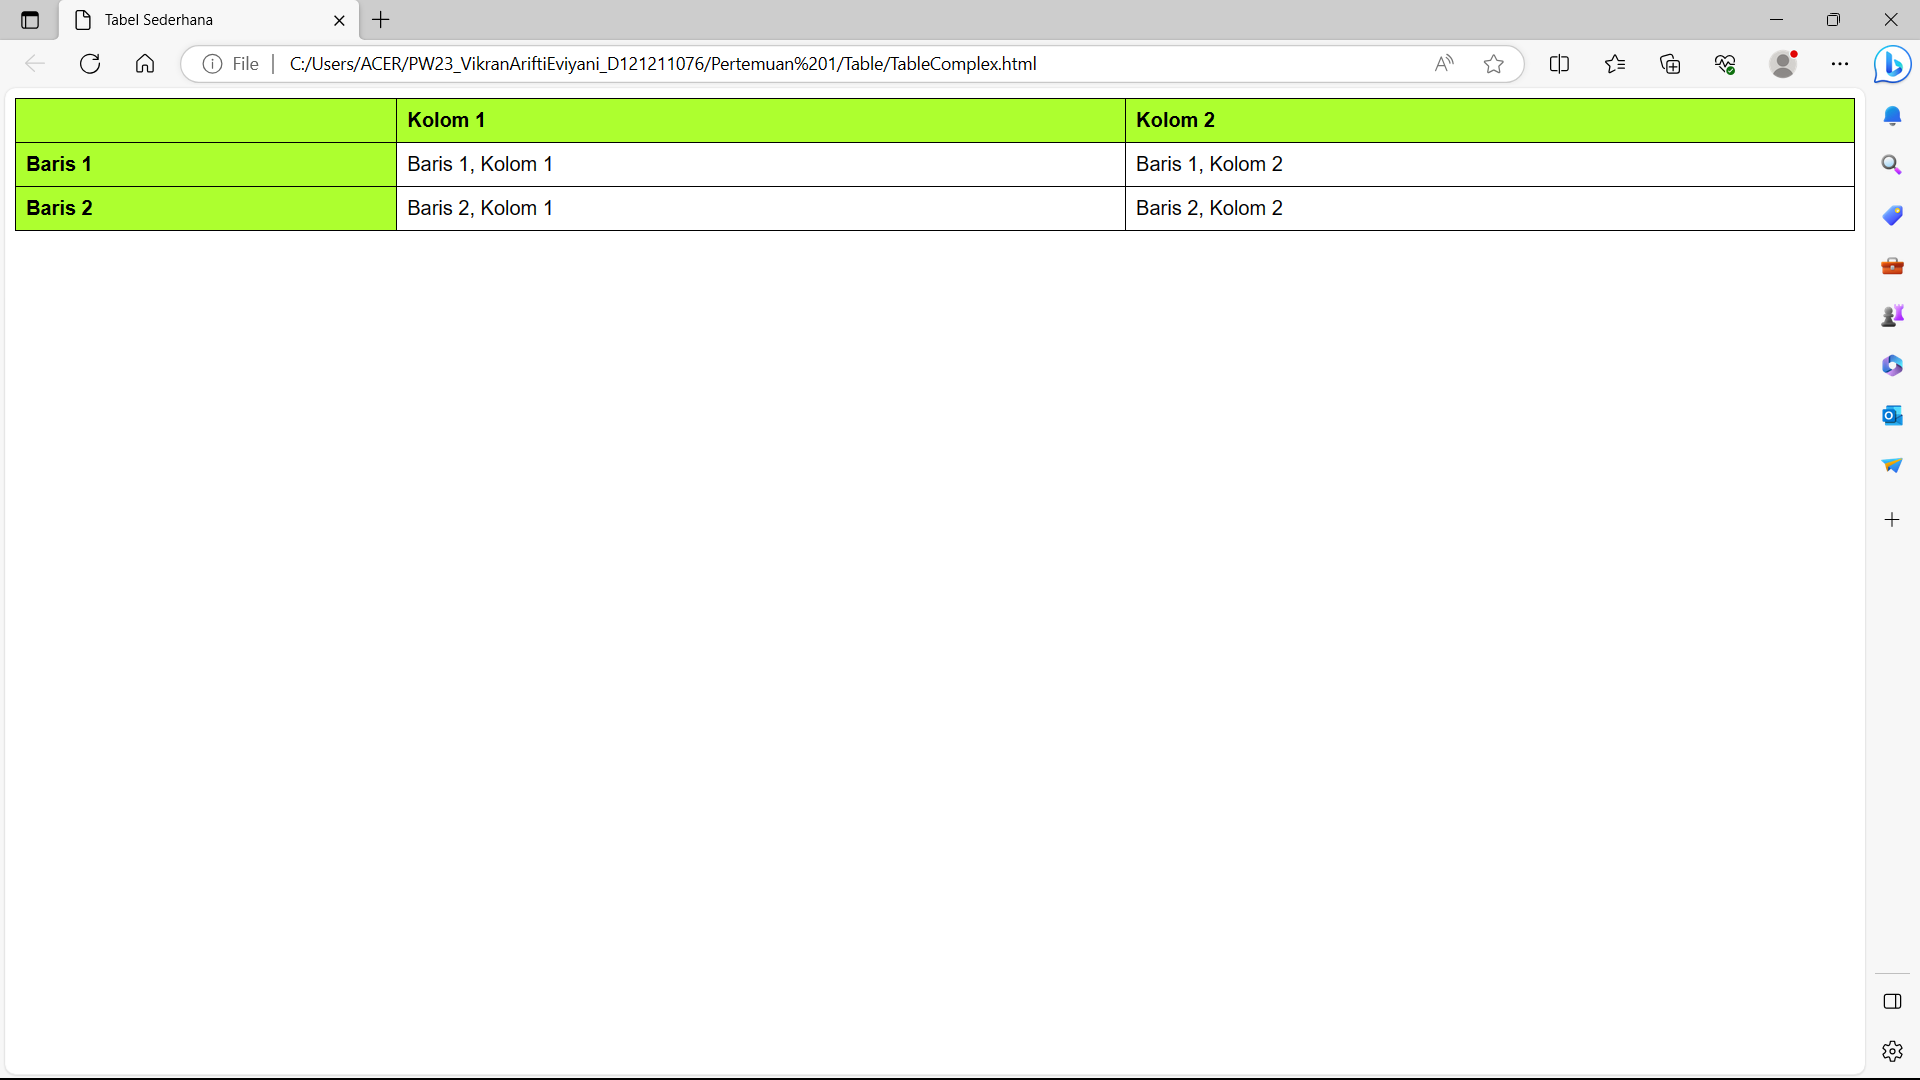 Tabel Sederhana
File C:/Users/ACER/PW23_VikranAriftiEviyani_D121211076/Pertemuan%201/Table/TableComplex.html
Kolom 1 Kolom 2
Baris 1 Baris 1, Kolom 1 Baris 1, Kolom 2
Baris 2 Baris 2, Kolom 1 Baris 2, Kolom 2